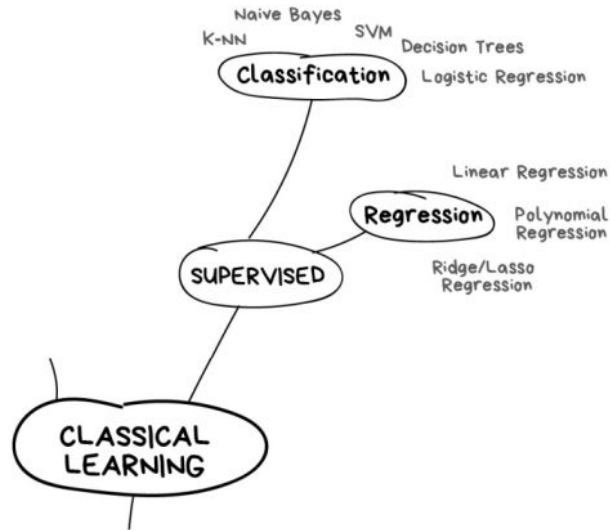 Naive Bayes
K-NN
SVM
Decision Trees
Classification
Logistic Regression
Linear Regression
Regression
Polynomial
Regression
SUPERVISED
Ridge/Lasso
Regression
CLASSICAL
LEARNING